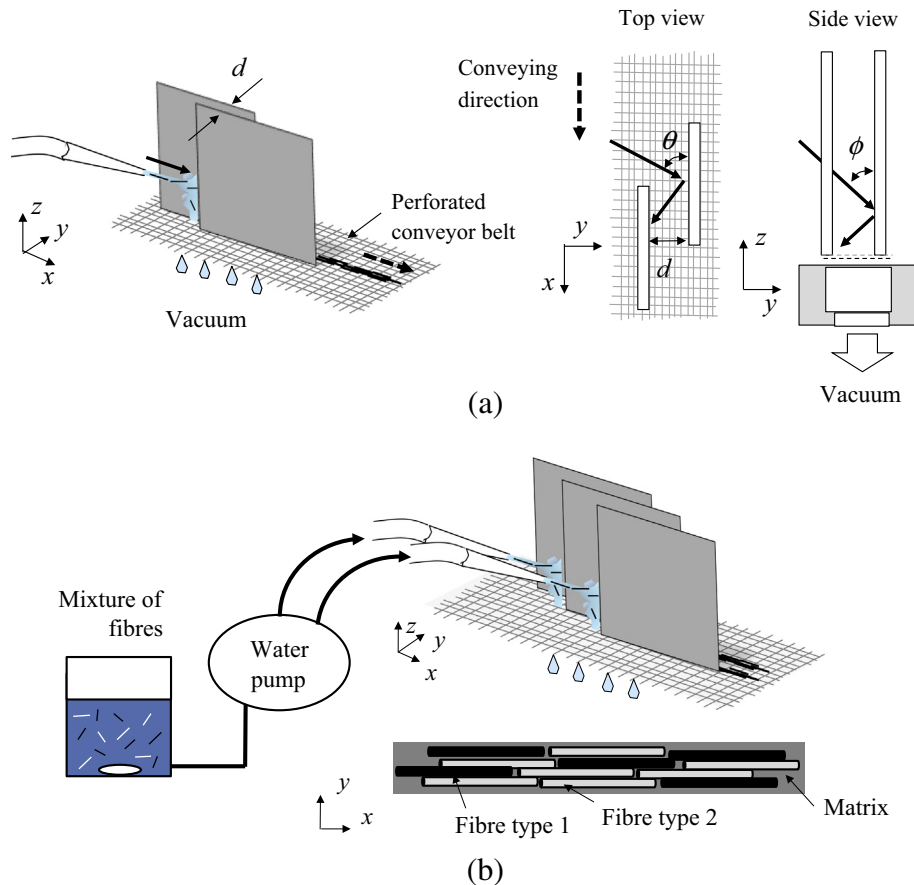 Top view
Side view
d
Conveying
direction
θ
ϕ
z
y
x
Perforated
conveyor belt
y
x
d
z
y
Vacuum
Vacuum
(a)
Mixture of
fibres
Water
pump
z
y
x
y
x
Fibre type 1
Fibre type 2
Matrix
(b)